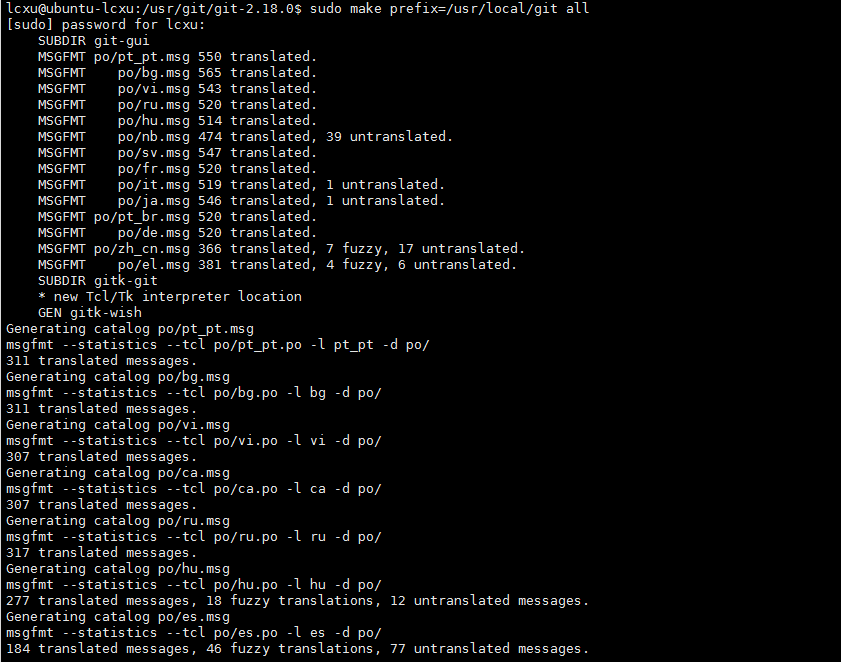 lcxu@ubuntu-lcxu:/usr/git/git-2.18.0$ sudo make prefix=/usr/local/git all
[sudo] password for lcxu:
    SUBDIR git-gui
    MSGFMT po/pt_pt.msg 550 translated.
    MSGFMT    po/bg.msg 565 translated.
    MSGFMT    po/vi.msg 543 translated.
    MSGFMT    po/ru.msg 520 translated.
    MSGFMT    po/hu.msg 514 translated.
    MSGFMT    po/nb.msg 474 translated, 39 untranslated.
    MSGFMT    po/sv.msg 547 translated.
    MSGFMT    po/fr.msg 520 translated.
    MSGFMT    po/it.msg 519 translated, 1 untranslated.
    MSGFMT    po/ja.msg 546 translated, 1 untranslated.
    MSGFMT po/pt_br.msg 520 translated.
    MSGFMT    po/de.msg 520 translated.
    MSGFMT po/zh_cn.msg 366 translated, 7 fuzzy, 17 untranslated.
    MSGFMT    po/el.msg 381 translated, 4 fuzzy, 6 untranslated.
    SUBDIR gitk-git
    * new Tcl/Tk interpreter location
    GEN gitk-wish
Generating catalog po/pt_pt.msg
msgfmt --statistics --tcl po/pt_pt.po -l pt_pt -d po/
311 translated messages.
Generating catalog po/bg.msg
msgfmt --statistics --tcl po/bg.po -l bg -d po/
311 translated messages.
Generating catalog po/vi.msg
msgfmt --statistics --tcl po/vi.po -l vi -d po/
307 translated messages.
Generating catalog po/ca.msg
msgfmt --statistics --tcl po/ca.po -l ca -d po/
307 translated messages.
Generating catalog po/ru.msg
msgfmt --statistics --tcl po/ru.po -l ru -d po/
317 translated messages.
Generating catalog po/hu.msg
msgfmt --statistics --tcl po/hu.po -l hu -d po/
277 translated messages, 18 fuzzy translations, 12 untranslated messages.
Generating catalog po/es.msg
msgfmt --statistics --tcl po/es.po -l es -d po/
184 translated messages, 46 fuzzy translations, 77 untranslated messages.